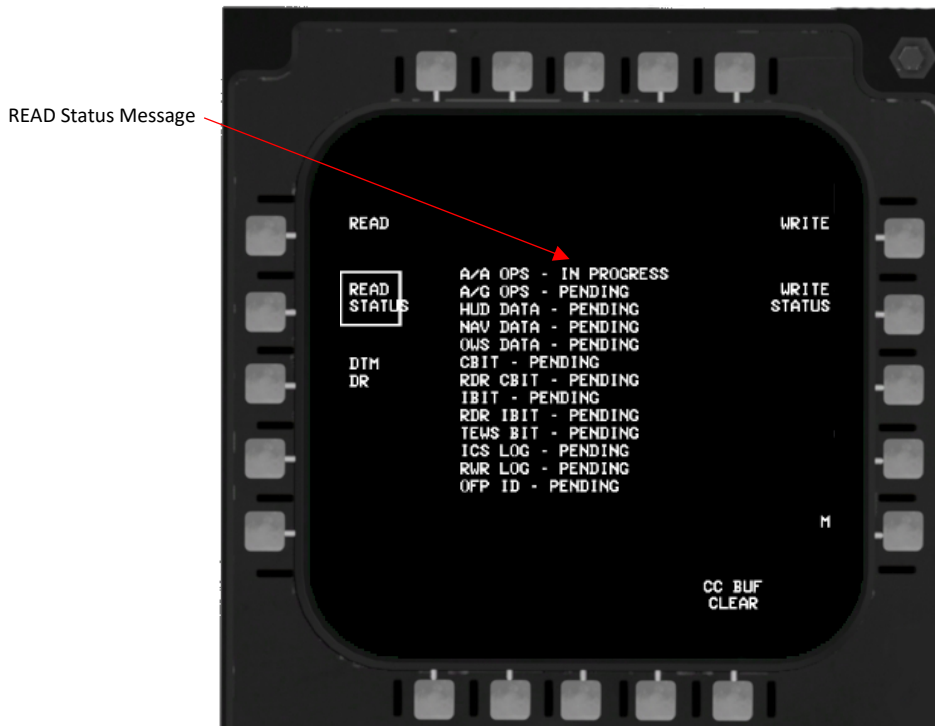 READ Status Message
READ
WRITE
A/A OPS - IN PROGRESS
READ
STATUS
A/G OPS - PENDING
WRITE
STATUS
HUD DATA - PENDING
NAV DATA - PENDING
OWS DATA - PENDING
DTM
DR
CBIT - PENDING
RDR CBIT - PENDING
IBIT - PENDING
RDR IBIT - PENDING
TEWS BIT - PENDING
ICS LOG - PENDING
RWR LOG - PENDING
OFP ID - PENDING
M
CC BUF
CLEAR